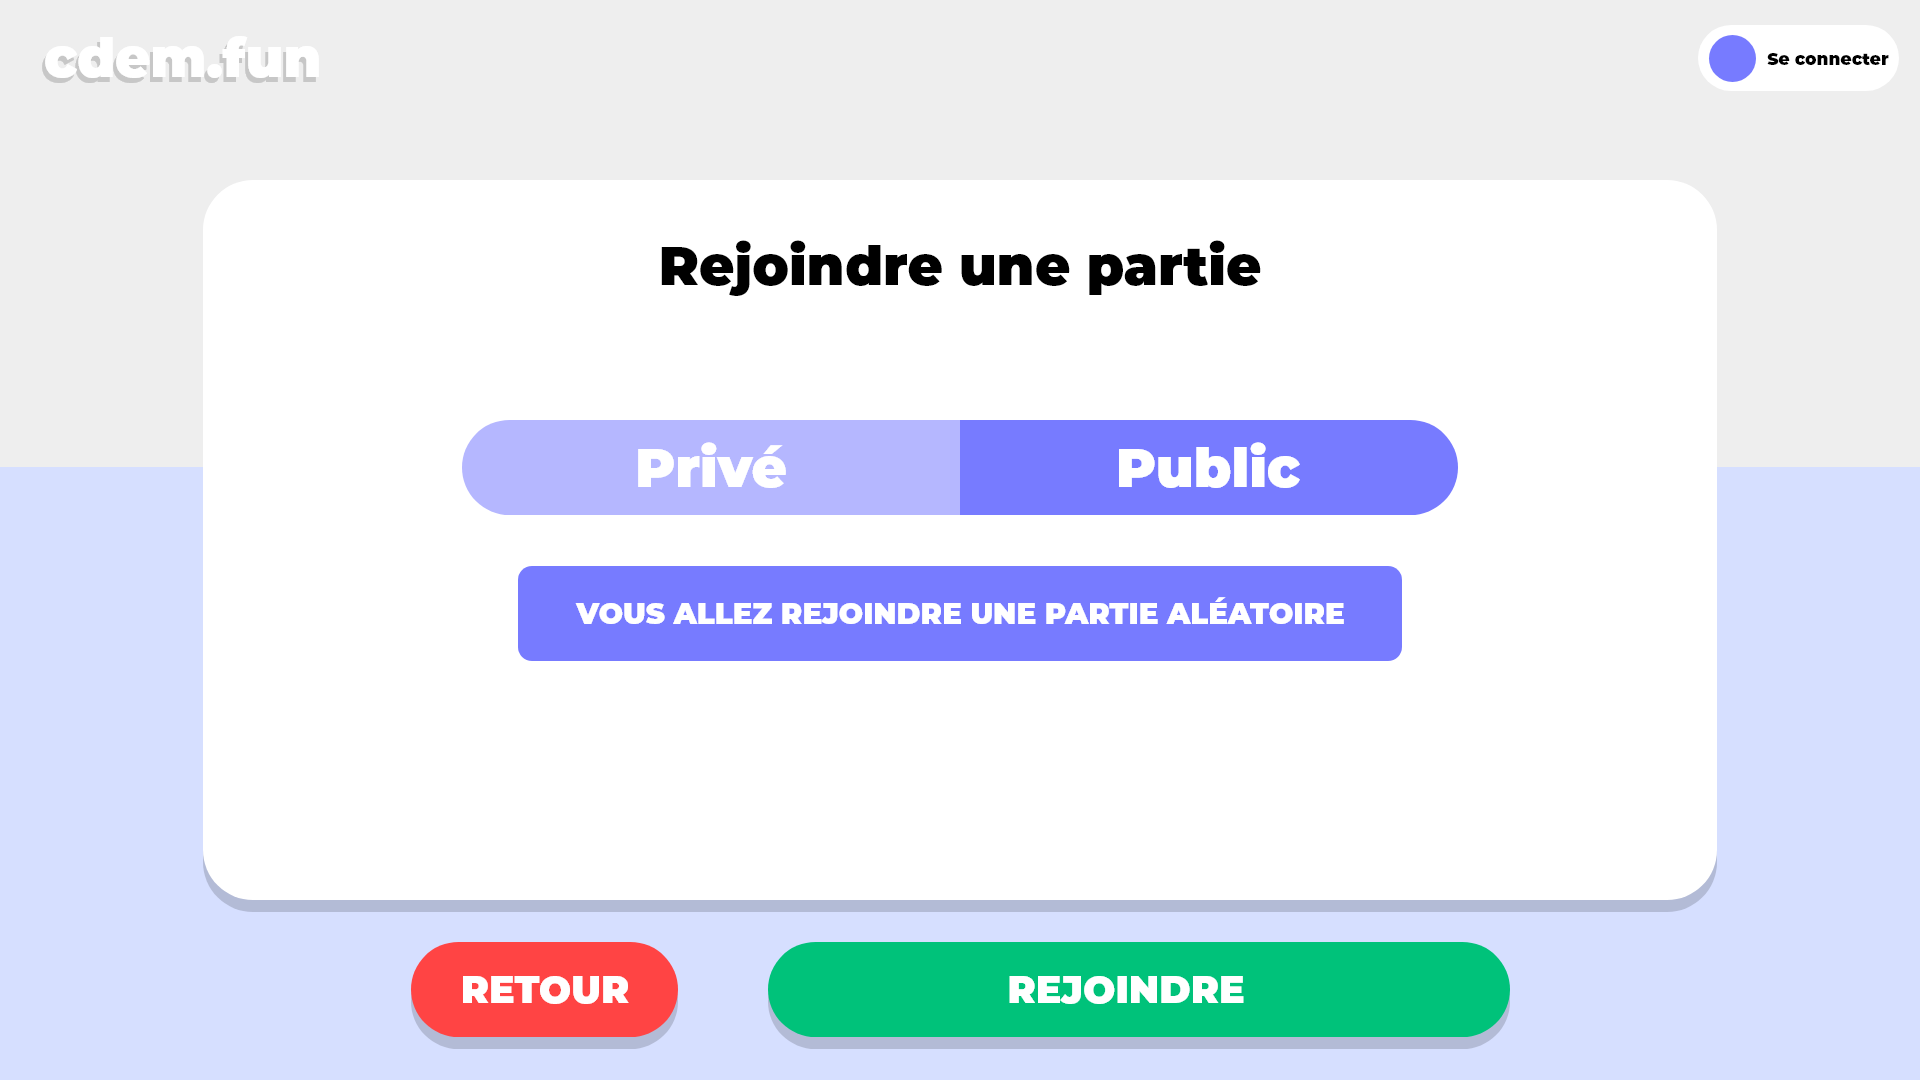 cdem.fun
Se connecter
Rejoindre une partie
Privé
Public
VOUS ALLEZ REJOINDRE UNE PARTIE ALÉATOIRE
RETOUR
REJOINDRE